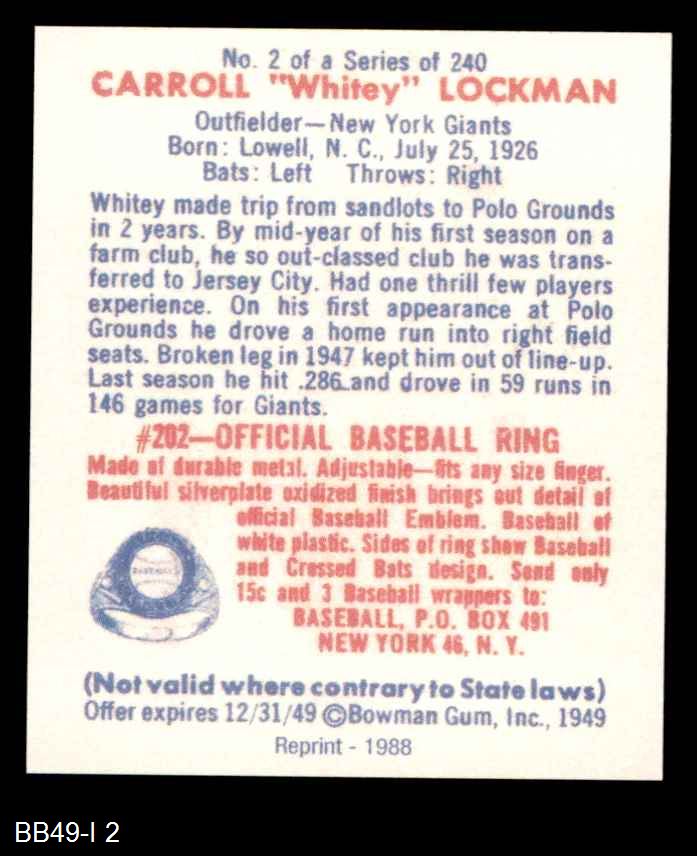 No. 2 of a Series of 240
CARROLL "Whitey" LOCKMAN
Outfielder—New York Giants
Born: Lowell, N. C., July 25, 1926
Bats: Left Throws: Right
Whitey made trip from sandlots to Polo Grounds
in 2 years. By mid-year of his first season on a
farm club, he so out-classed club he was trans-
ferred to Jersey City. Had one thrill few players
experience. On his first appearance at Polo
Grounds he drove a home run into right field
seats. Broken leg in 1947 kept him out of line-up.
Last season he hit .286 and drove in 59 runs in
146 games for Giants.
#202—OFFICIAL BASEBALL RING
Made of durable metal. Adjustable—fits any size finger.
Beautiful silverplate oxidized finish brings out detail of
official Baseball Emblem. Baseball of
white plastic. Sides of ring show Baseball
and Crossed Bats design. Send only
15c and 3 Baseball wrappers to:
BASEBALL, P.O. BOX 491
NEW YORK 46, N. Y.
(Not valid where contrary to State laws)
Offer expires 12/31/49 ©Bowman Gum, Inc., 1949
Reprint - 1988
BB49-I 2